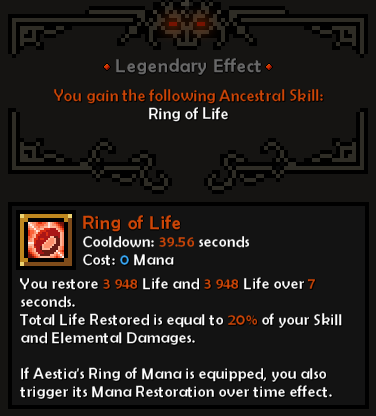 Legendary Effect
You gain the following Ancestral Skill:
Ring of Life
Ring of Life
Cooldown: 39.56 seconds
Cost: 0 Mana
You restore 3 948 Life and 3 948 Life over 7
seconds.
Total Life Restored is equal to 20% of your Skill
and Elemental Damages.
If Aestia's Ring of Mana is equipped, you also
trigger its Mana Restoration over time effect.